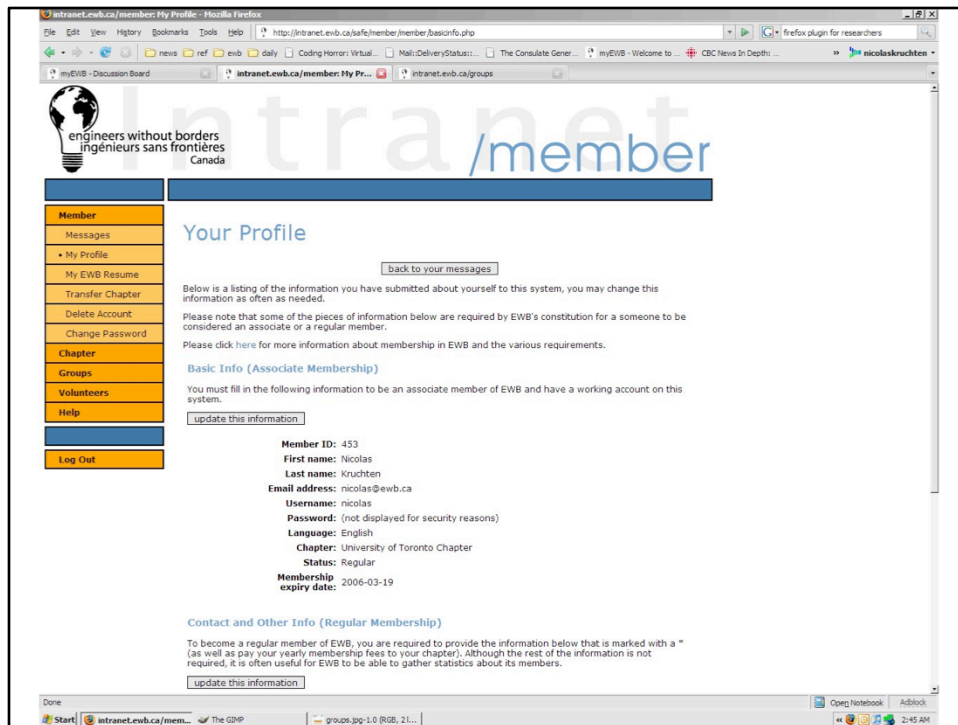 intranet.ewb.ca/member: My Profile - Mozilla Firefox
File Edit View History Bookmarks Tools Help http://intranet.ewb.ca/safe/member/member/basicinfo.php firefox plugin for researchers
news ref ewb daily Coding Horror: Virtual... Mail::DeliveryStatus::... The Consulate Gener... myEWB - Welcome to ... CBC News In Depth: ... » nicolaskruchten
myEWB - Discussion Board intranet.ewb.ca/member: My Pr... intranet.ewb.ca/groups
Intranet
engineers without borders
ingénieurs sans frontières
Canada
/member
Member
Messages
• My Profile
My EWB Resume
Transfer Chapter
Delete Account
Change Password
Chapter
Groups
Volunteers
Help
Log Out
Your Profile
back to your messages
Below is a listing of the information you have submitted about yourself to this system, you may change this
information as often as needed.
Please note that some of the pieces of information below are required by EWB's constitution for a someone to be
considered an associate or a regular member.
Please click here for more information about membership in EWB and the various requirements.
Basic Info (Associate Membership)
You must fill in the following information to be an associate member of EWB and have a working account on this
system.
update this information
Member ID: 453
First name: Nicolas
Last name: Kruchten
Email address: nicolas@ewb.ca
Username: nicolas
Password: (not displayed for security reasons)
Language: English
Chapter: University of Toronto Chapter
Status: Regular
Membership
expiry date: 2006-03-19
Contact and Other Info (Regular Membership)
To become a regular member of EWB, you are required to provide the information below that is marked with a *
(as well as pay your yearly membership fees to your chapter). Although the rest of the information is not
required, it is often useful for EWB to be able to gather statistics about its members.
update this information
Done Open Notebook Adblock
Start intranet.ewb.ca/mem... The GIMP groups.jpg-1.0 (RGB, 2 l... « 2:45 AM